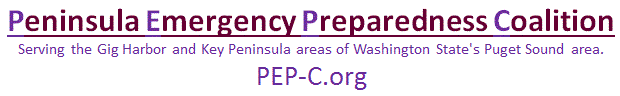 Peninsula Emergency Preparedness Coalition
Serving the Gig Harbor and Key Peninsula areas of Washington State's Puget Sound area.
PEP-C.org